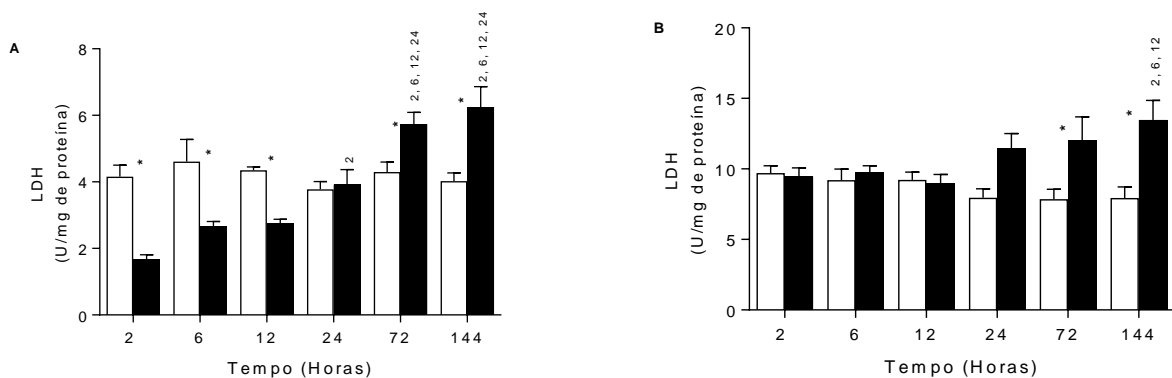 A
LDH
(U/mg de proteína)
8
6
4
2
0
*
*
*
2
*
2, 6, 12, 24
*
2, 6, 12, 24
2 6 12 24 72 144
Tempo (Horas)
B
LDH
(U/mg de proteína)
20
15
10
5
0
*
*
2, 6, 12
2 6 12 24 72 144
Tempo (Horas)